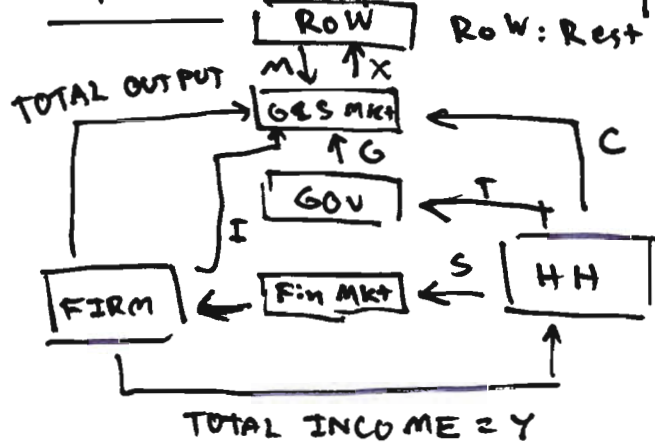 ROW
ROW: Rest
M
X
TOTAL OUTPUT
G&S MKt
C
G
GOV
T
I
S
HH
FIRM
Fin MKt
TOTAL INCOME = Y